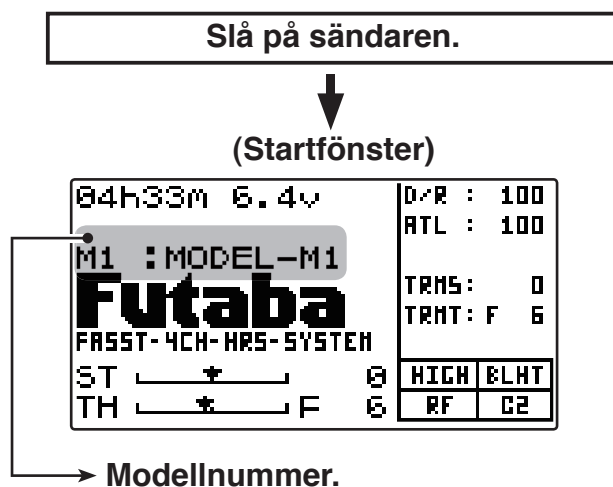 Slå på sändaren.
(Startfönster)
04h33m 6.4v
M1 :MODEL-M1
Futaba
FASST-4CH-HRS-SYSTEM
ST 0
TH F 6
D/R : 100
ATL : 100
TRMS: 0
TRMT: F 6
HIGH BLHT
RF C2
Modellnummer.